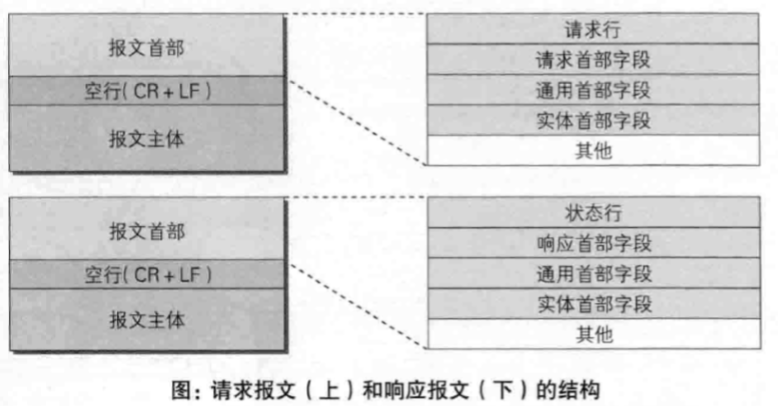 报文首部
空行(CR+LF)
报文主体
请求行
请求首部字段
通用首部字段
实体首部字段
其他
报文首部
空行(CR+LF)
报文主体
状态行
响应首部字段
通用首部字段
实体首部字段
其他
图：请求报文（上）和响应报文（下）的结构